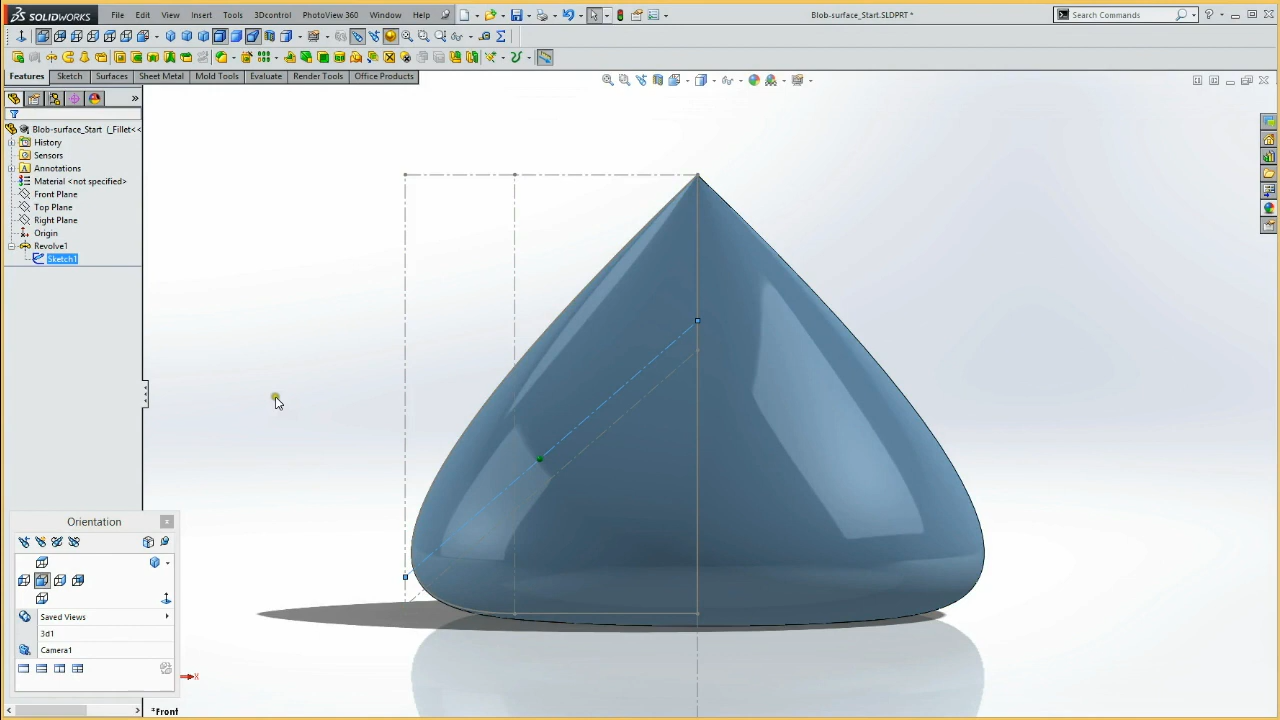 DS SOLIDWORKS File Edit View Insert Tools 3Dcontrol PhotoView 360 Window Help Blob-surface_Start.SLDPRT * Search Commands
Features Sketch Surfaces Sheet Metal Mold Tools Evaluate Render Tools Office Products
Blob-surface_Start (_Fillet<<
History
Sensors
Annotations
Material <not specified>
Front Plane
Top Plane
Right Plane
Origin
Revolve1
Sketch1
Orientation
Saved Views
3d1
Camera1
X
*Front